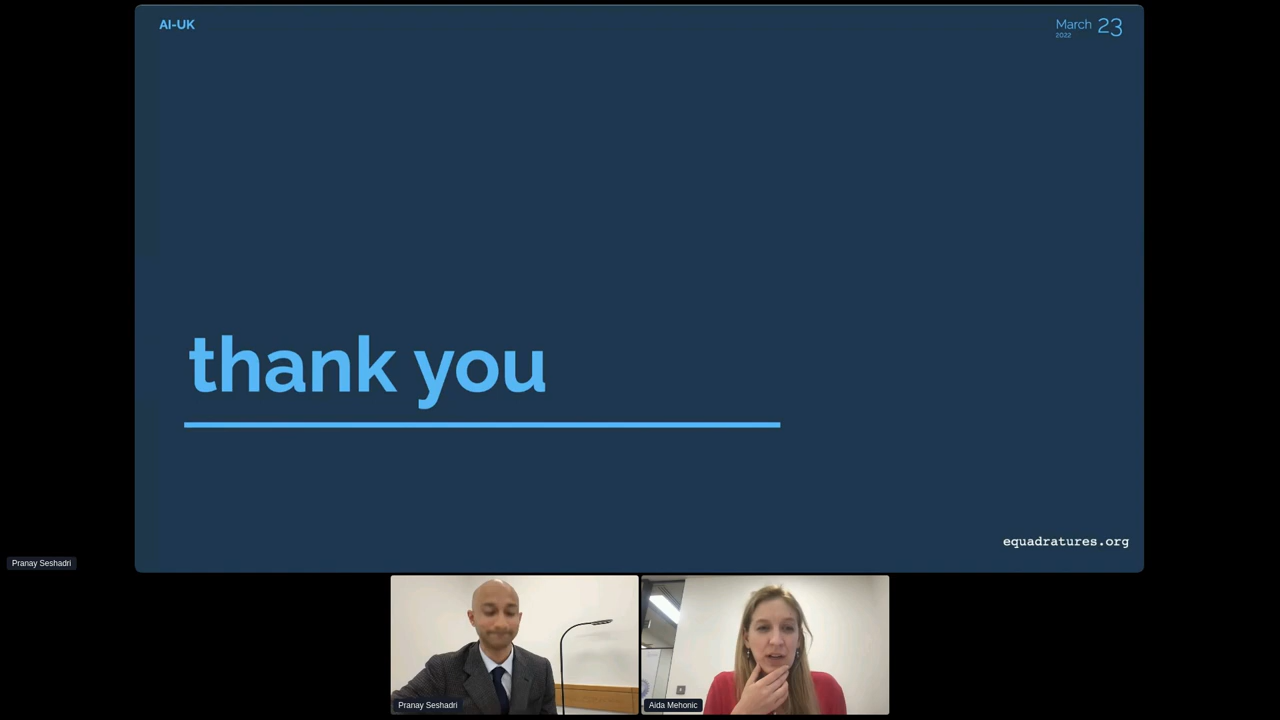 AI-UK
March 23
2022
thank you
equadratures.org
Pranay Seshadri
Pranay Seshadri
Aida Mehonic